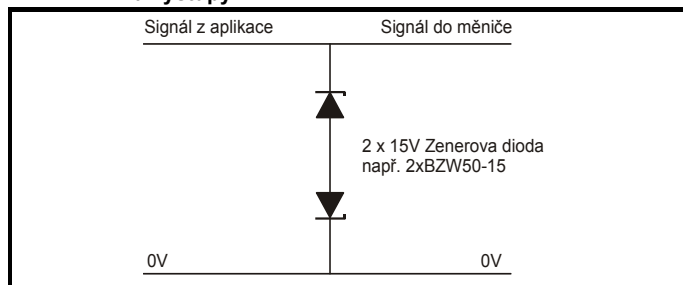 Signál z aplikace Signál do měniče
2 x 15V Zenerova dioda
např. 2xBZW50-15
0V 0V